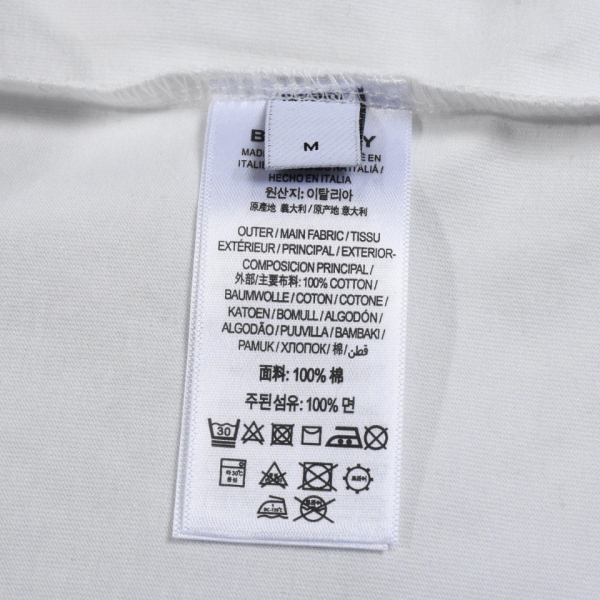 M
B Y
MADE EN
ITALIE ITALIÁ/
HECHO EN ITALIA
원산지: 이탈리아
原產地 義大利 / 原产地 意大利
OUTER / MAIN FABRIC / TISSU
EXTÉRIEUR / PRINCIPAL / EXTERIOR-
COMPOSICION PRINCIPAL /
外部/主要布料: 100% COTTON /
BAUMWOLLE / COTON / COTONE /
KATOEN / BOMULL / ALGODÓN /
ALGODÃO / PUUVILLA / BAMBAKI /
PAMUK / ХЛОПОК / 棉 / قطن
面料: 100% 棉
주된섬유: 100% 면
30